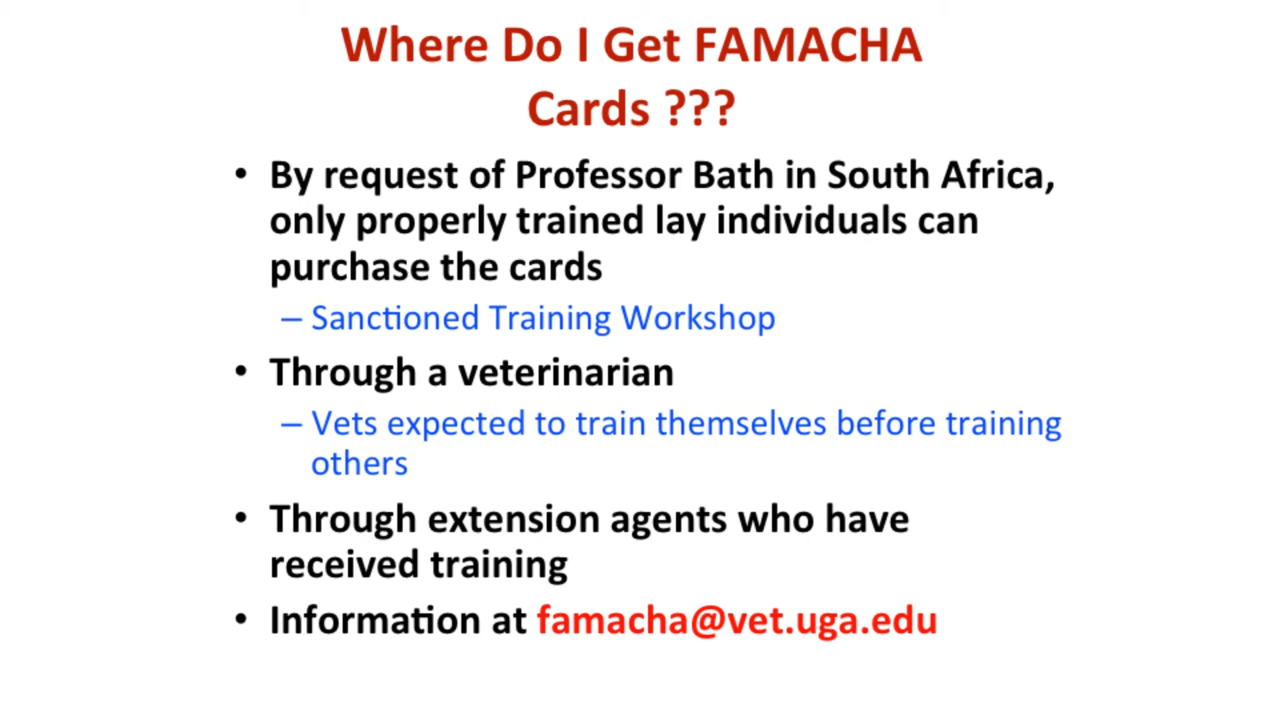 Where Do I Get FAMACHA
Cards ???
• By request of Professor Bath in South Africa,
only properly trained lay individuals can
purchase the cards
– Sanctioned Training Workshop
• Through a veterinarian
– Vets expected to train themselves before training
others
• Through extension agents who have
received training
• Information at famacha@vet.uga.edu